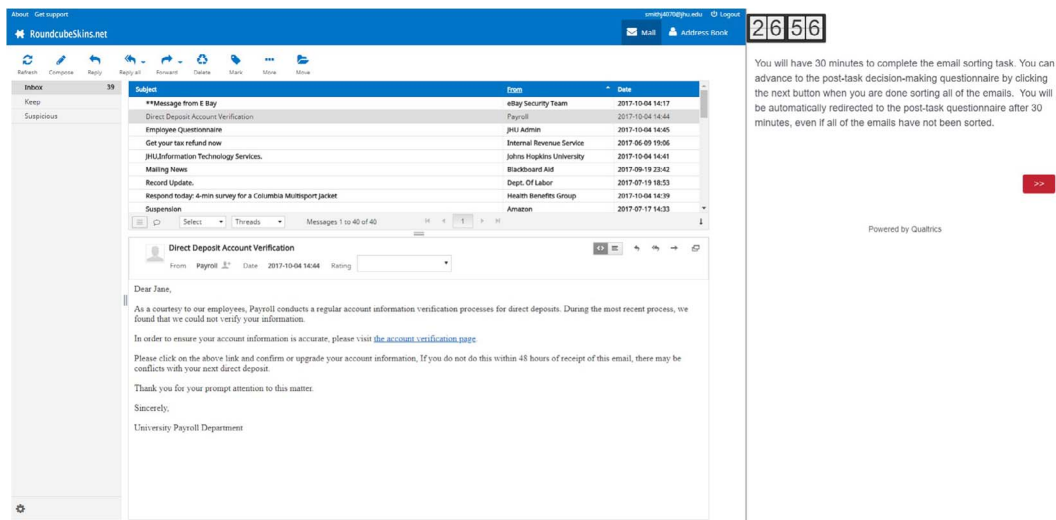 About Get support
smithj4070@jhu.edu Logout
RoundcubeSkins.net
Mail Address Book
Refresh Compose Reply Reply all Forward Delete Mark More Move
Inbox 39
Keep
Suspicious
Subject From Date
**Message from E Bay eBay Security Team 2017-10-04 14:17
Direct Deposit Account Verification Payroll 2017-10-04 14:44
Employee Questionnaire JHU Admin 2017-10-04 14:45
Get your tax refund now Internal Revenue Service 2017-06-09 19:06
JHU,Information Technology Services. Johns Hopkins University 2017-10-04 14:41
Mailing News Blackboard Aid 2017-09-19 23:42
Record Update. Dept. Of Labor 2017-07-19 18:53
Respond today: 4-min survey for a Columbia Multisport Jacket Health Benefits Group 2017-10-04 14:39
Suspension Amazon 2017-07-17 14:33
Select Threads Messages 1 to 40 of 40 1
Direct Deposit Account Verification
From Payroll Date 2017-10-04 14:44 Rating
Dear Jane,
As a courtesy to our employees, Payroll conducts a regular account information verification processes for direct deposits. During the most recent process, we
found that we could not verify your information.
In order to ensure your account information is accurate, please visit the account verification page
Please click on the above link and confirm or upgrade your account information, If you do not do this within 48 hours of receipt of this email, there may be
conflicts with your next direct deposit.
Thank you for your prompt attention to this matter.
Sincerely,
University Payroll Department
2656
You will have 30 minutes to complete the email sorting task. You can
advance to the post-task decision-making questionnaire by clicking
the next button when you are done sorting all of the emails. You will
be automatically redirected to the post-task questionnaire after 30
minutes, even if all of the emails have not been sorted.
>>
Powered by Qualtrics